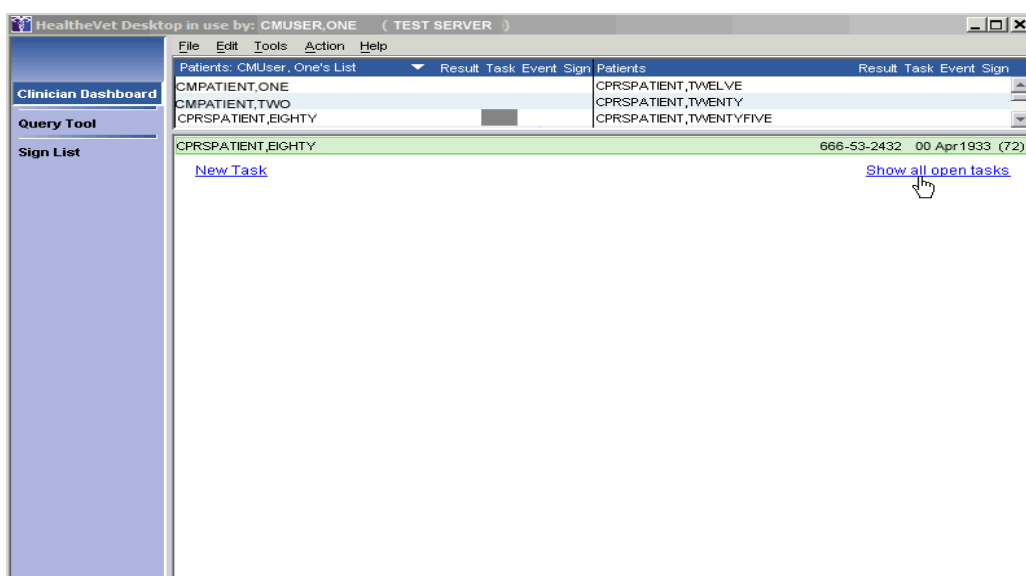 HealtheVet Desktop in use by: CMUSER,ONE ( TEST SERVER )
File Edit Tools Action Help
Patients: CMUser, One's List Result Task Event Sign Patients Result Task Event Sign
CMPATIENT,ONE CPRSPATIENT,TWELVE
CMPATIENT,TWO CPRSPATIENT,TWENTY
CPRSPATIENT,EIGHTY CPRSPATIENT,TWENTYFIVE
Clinician Dashboard
Query Tool
Sign List
CPRSPATIENT,EIGHTY 666-53-2432 00 Apr1933 (72)
New Task Show all open tasks